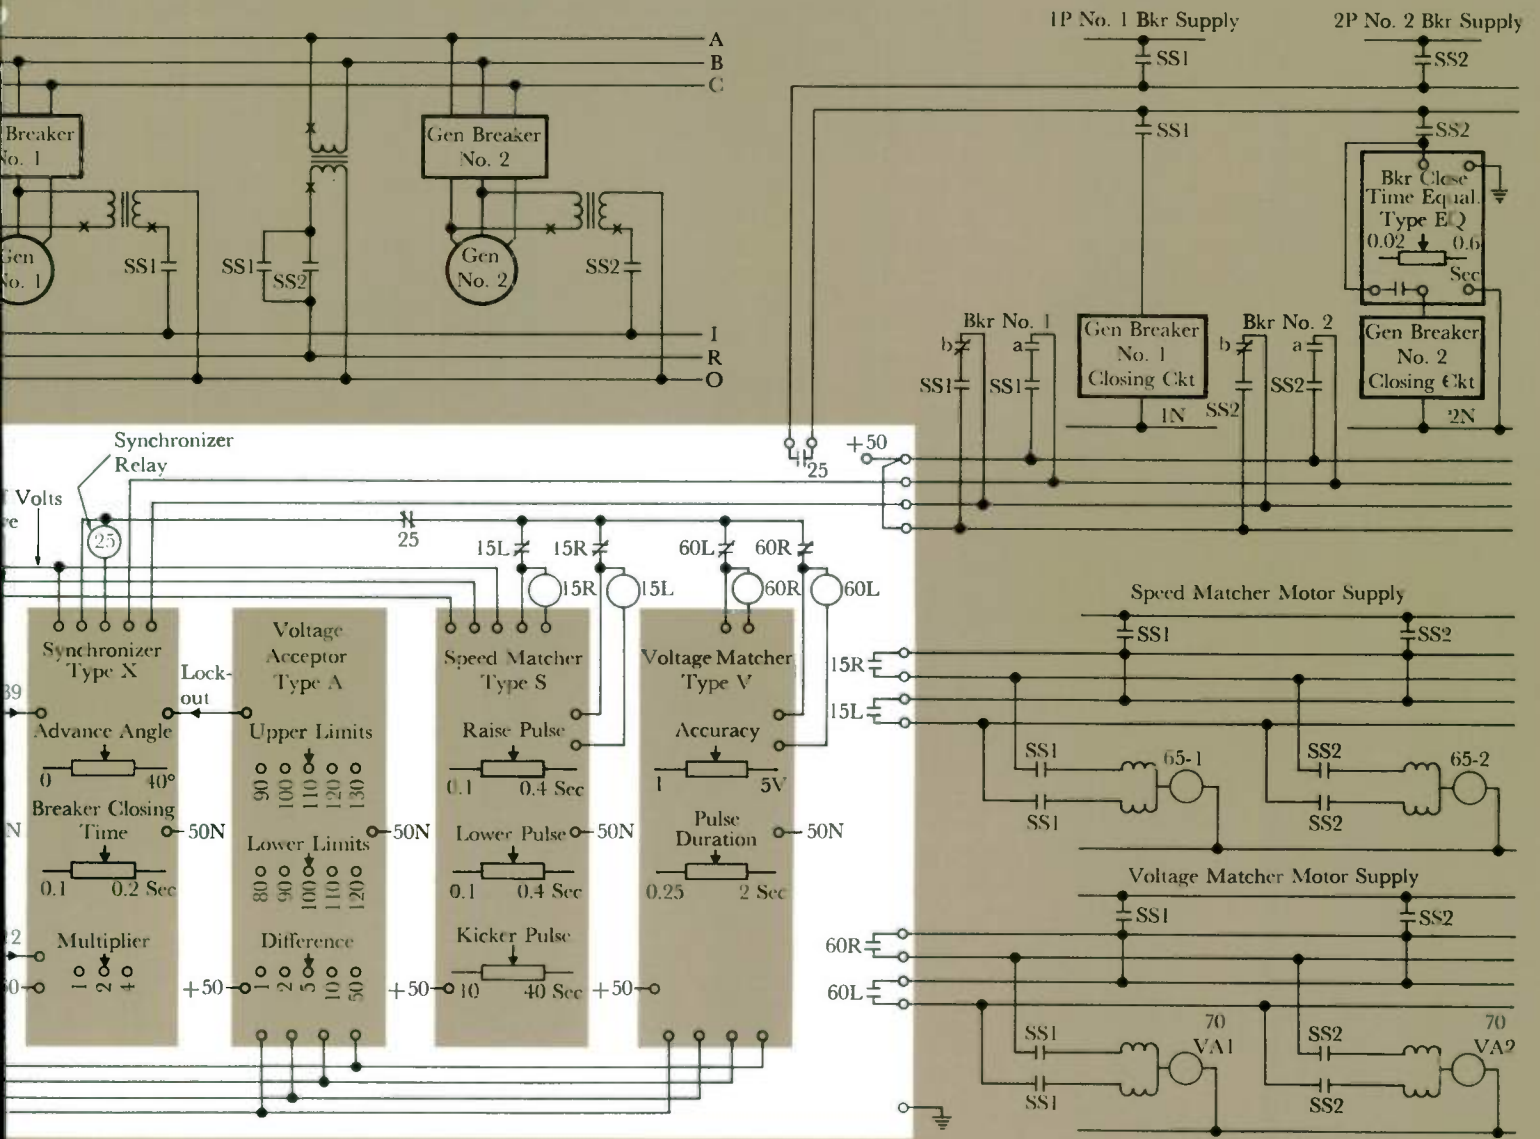 1P No. 1 Bkr Supply
2P No. 2 Bkr Supply
A
B
C
SS1
SS2
SS1
SS2
Breaker
No. 1
Gen Breaker
No. 2
Gen
No. 1
Gen
No. 2
SS1
SS1
SS2
SS2
I
R
O
Bkr Close
Time Equal.
Type EQ
0.02
0.6
Sec
Bkr No. 1
b
a
SS1
SS1
Gen Breaker
No. 1
Closing Ckt
1N
Bkr No. 2
b
a
SS2
SS2
Gen Breaker
No. 2
Closing Ckt
2N
Synchronizer
Relay
Volts
25
25
25
+50
15L
15R
15R
15L
60L
60R
60R
60L
Synchronizer
Type X
39
Advance Angle
0
40°
Breaker Closing
Time
50N
N
0.1
0.2 Sec
Multiplier
1
2
4
Lock-
out
Voltage
Acceptor
Type A
Upper Limits
90
100
110
120
130
50N
Lower Limits
80
90
100
110
120
Difference
+50
1
2
5
10
50
Speed Matcher
Type S
Raise Pulse
0.1
0.4 Sec
Lower Pulse
50N
0.1
0.4 Sec
Kicker Pulse
+50
10
40 Sec
Voltage Matcher
Type V
Accuracy
1
5V
Pulse
Duration
50N
0.25
2 Sec
+50
Speed Matcher Motor Supply
SS1
SS2
15R
15L
SS1
SS1
65-1
SS2
SS2
65-2
Voltage Matcher Motor Supply
SS1
SS2
60R
60L
SS1
SS1
70
VA1
SS2
SS2
70
VA2